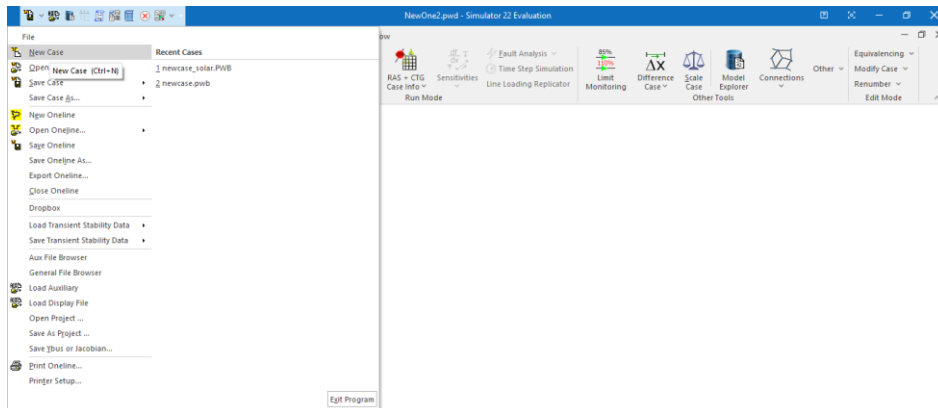 NewOne2.pwd - Simulator 22 Evaluation
File
New Case
Open
New Case (Ctrl+N)
Save Case
Save Case As...
New Oneline
Open Oneline...
Save Oneline
Save Oneline As...
Export Oneline...
Close Oneline
Dropbox
Load Transient Stability Data
Save Transient Stability Data
Aux File Browser
General File Browser
Load Auxiliary
Load Display File
Open Project ...
Save As Project ...
Save Ybus or Jacobian...
Print Oneline...
Printer Setup...
Recent Cases
1 newcase_solar.PWB
2 newcase.pwb
Exit Program
ow
RAS + CTG
Case Info
Sensitivities
Fault Analysis
Time Step Simulation
Line Loading Replicator
Run Mode
85%
110%
Limit
Monitoring
ΔX
Difference
Case
Scale
Case
Model
Explorer
Connections
Other
Other Tools
Equivalencing
Modify Case
Renumber
Edit Mode